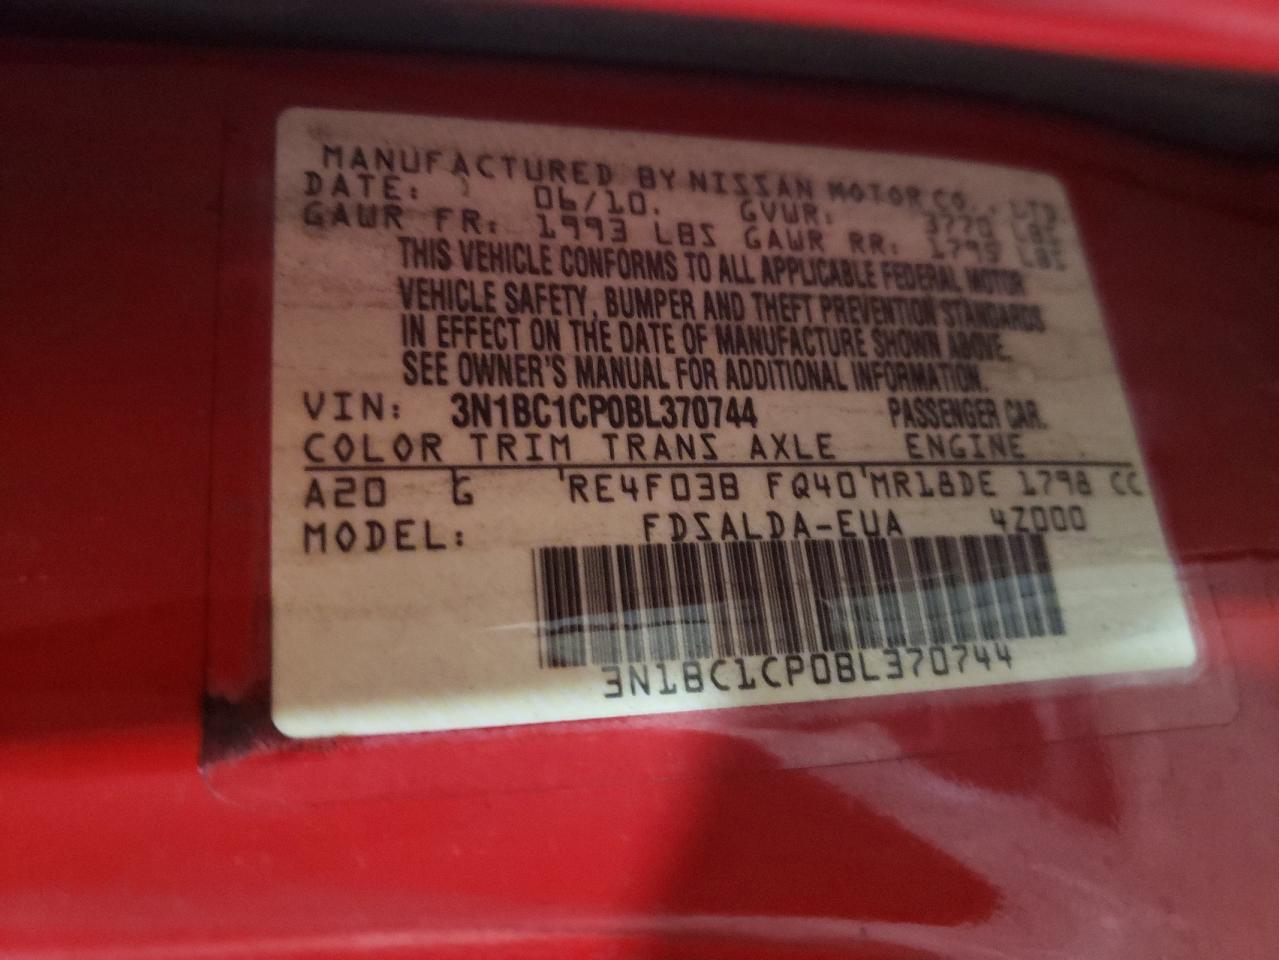 MANUFACTURED BY NISSAN MOTOR CO., LTD
DATE: 06/10. GVWR: 3770 LBS
GAWR FR: 1993 LBS GAWR RR: 1799 LBS
THIS VEHICLE CONFORMS TO ALL APPLICABLE FEDERAL MOTOR
VEHICLE SAFETY, BUMPER AND THEFT PREVENTION STANDARDS
IN EFFECT ON THE DATE OF MANUFACTURE SHOWN ABOVE.
SEE OWNER'S MANUAL FOR ADDITIONAL INFORMATION.
VIN: 3N1BC1CP0BL370744 PASSENGER CAR.
COLOR TRIM TRANS AXLE ENGINE
A20 G RE4F03B FQ40 MR18DE 1798 CC
MODEL: FDSALDA-EUA 4Z000
3N1BC1CP0BL370744